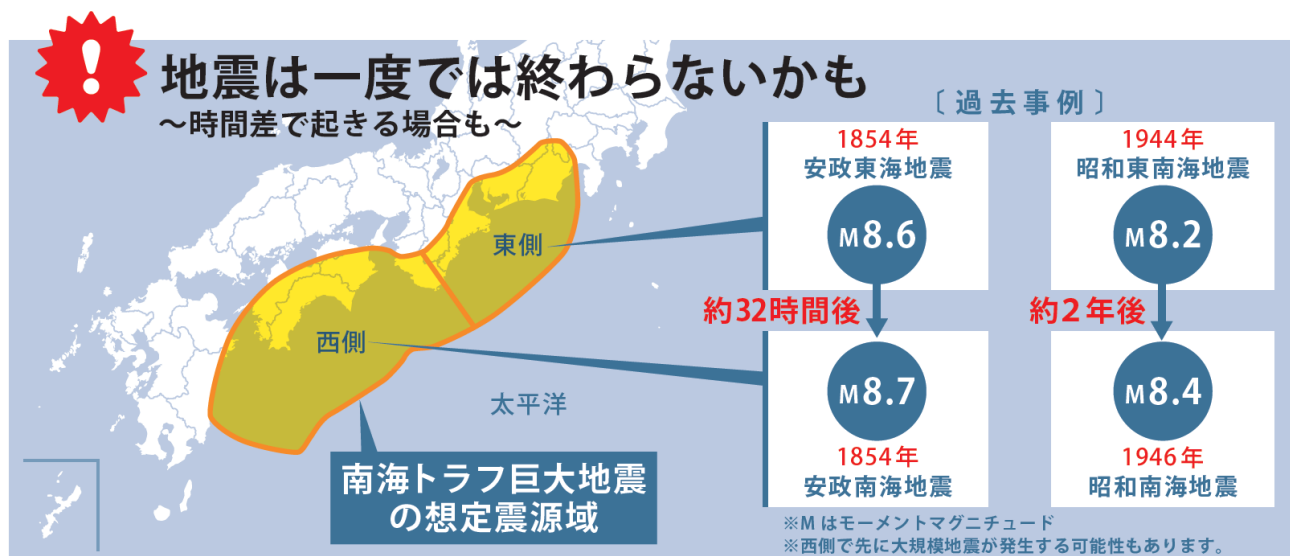 !
地震は一度では終わらないかも
～時間差で起きる場合も～
〔過去事例〕
1854年
安政東海地震
M8.6
約32時間後
M8.7
1854年
安政南海地震
1944年
昭和東南海地震
M8.2
約2年後
M8.4
1946年
昭和南海地震
東側
西側
太平洋
南海トラフ巨大地震
の想定震源域
※Mはモーメントマグニチュード
※西側で先に大規模地震が発生する可能性もあります。